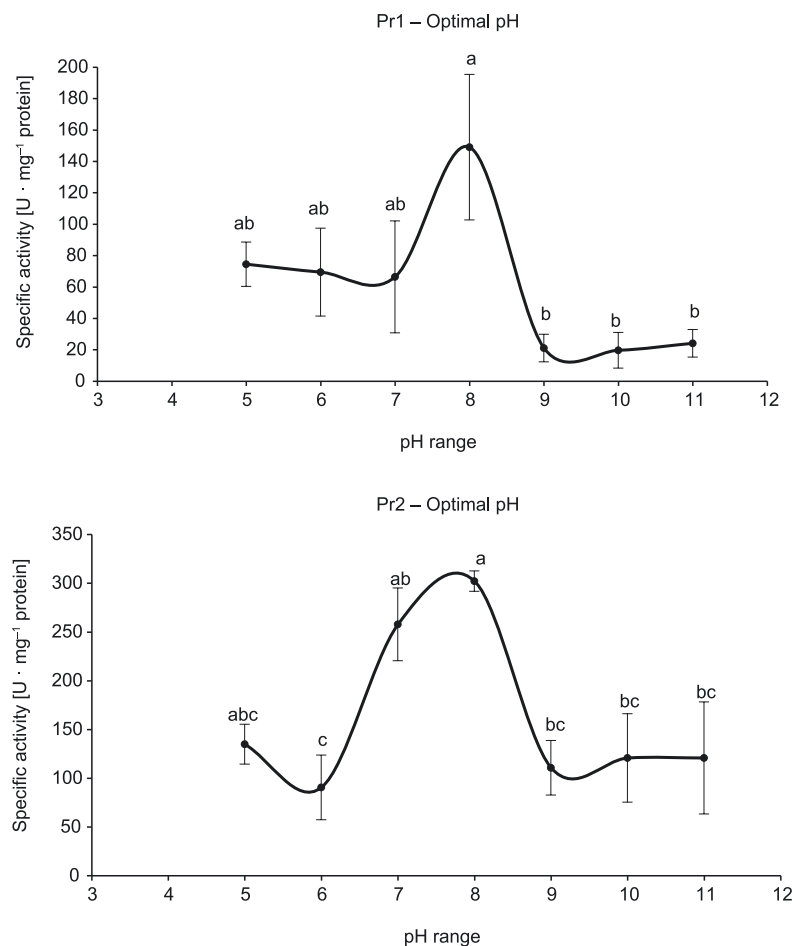 Pr1 – Optimal pH
Specific activity [U · mg⁻¹ protein]
200
180
160
140
120
100
80
60
40
20
0
ab
ab
ab
a
b
b
b
3 4 5 6 7 8 9 10 11 12
pH range
Pr2 – Optimal pH
Specific activity [U · mg⁻¹ protein]
350
300
250
200
150
100
50
0
abc
c
ab
a
bc
bc
bc
3 4 5 6 7 8 9 10 11 12
pH range